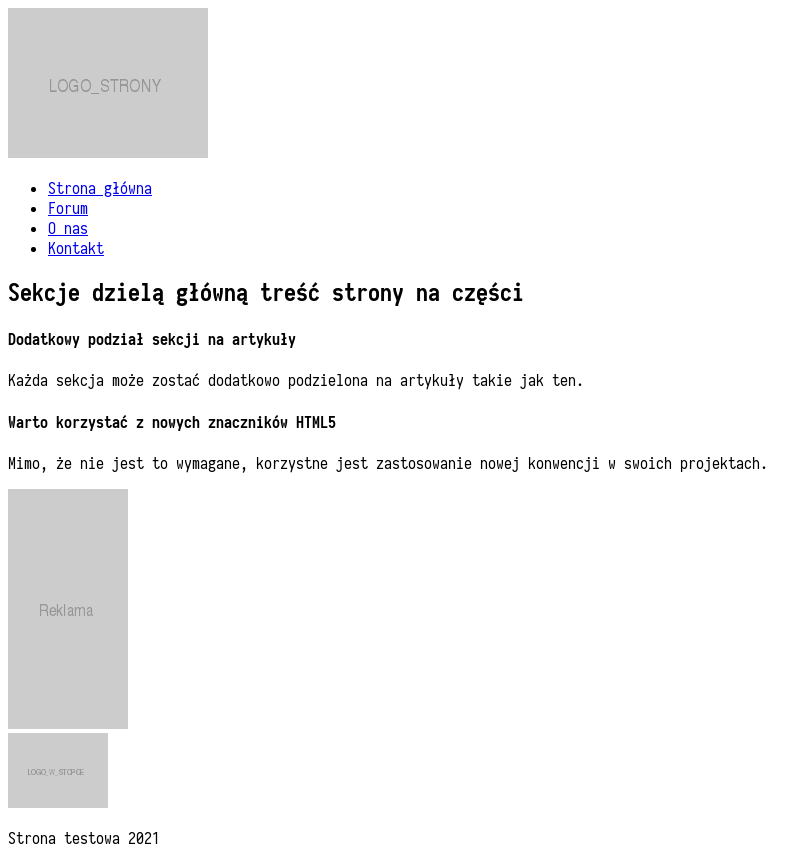 LOGO_STRONY
Strona główna
Forum
O nas
Kontakt
Sekcje dzielą główną treść strony na części
Dodatkowy podział sekcji na artykuły
Każda sekcja może zostać dodatkowo podzielona na artykuły takie jak ten.
Warto korzystać z nowych znaczników HTML5
Mimo, że nie jest to wymagane, korzystne jest zastosowanie nowej konwencji w swoich projektach.
Reklama
LOGO_W_STOPCE
Strona testowa 2021